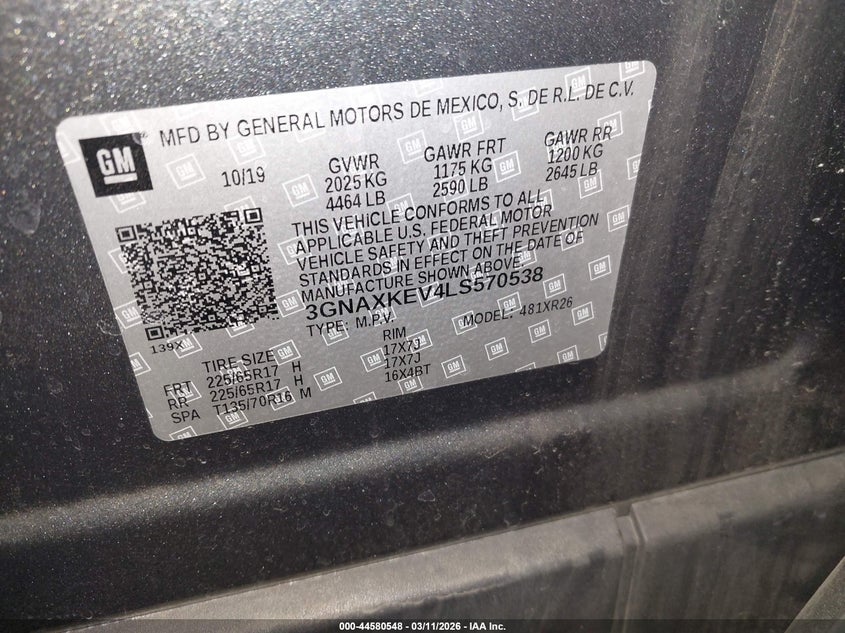 GM
MFD BY GENERAL MOTORS DE MEXICO, S. DE R.L. DE C.V.
10/19
GVWR
2025 KG
4464 LB
GAWR FRT
1175 KG
2590 LB
GAWR RR
1200 KG
2645 LB
THIS VEHICLE CONFORMS TO ALL
APPLICABLE U.S. FEDERAL MOTOR
VEHICLE SAFETY AND THEFT PREVENTION
STANDARDS IN EFFECT ON THE DATE OF
MANUFACTURE SHOWN ABOVE.
3GNAXKEV4LS570538
TYPE: M.P.V. MODEL: 481XR26
139X
TIRE SIZE RIM
FRT 225/65R17 H 17X7J
RR 225/65R17 H 17X7J
SPA T135/70R16 M 16X4BT
000-44580548 - 03/11/2026 - IAA Inc.